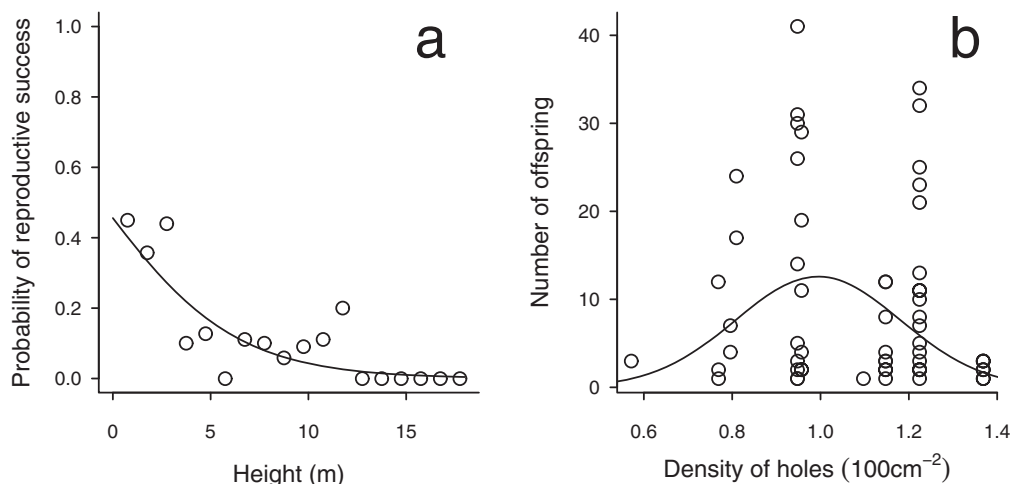 a
Probability of reproductive success
1.0
0.8
0.6
0.4
0.2
0.0
0 5 10 15
Height (m)
b
Number of offspring
40
30
20
10
0
0.6 0.8 1.0 1.2 1.4
Density of holes (100cm⁻²)